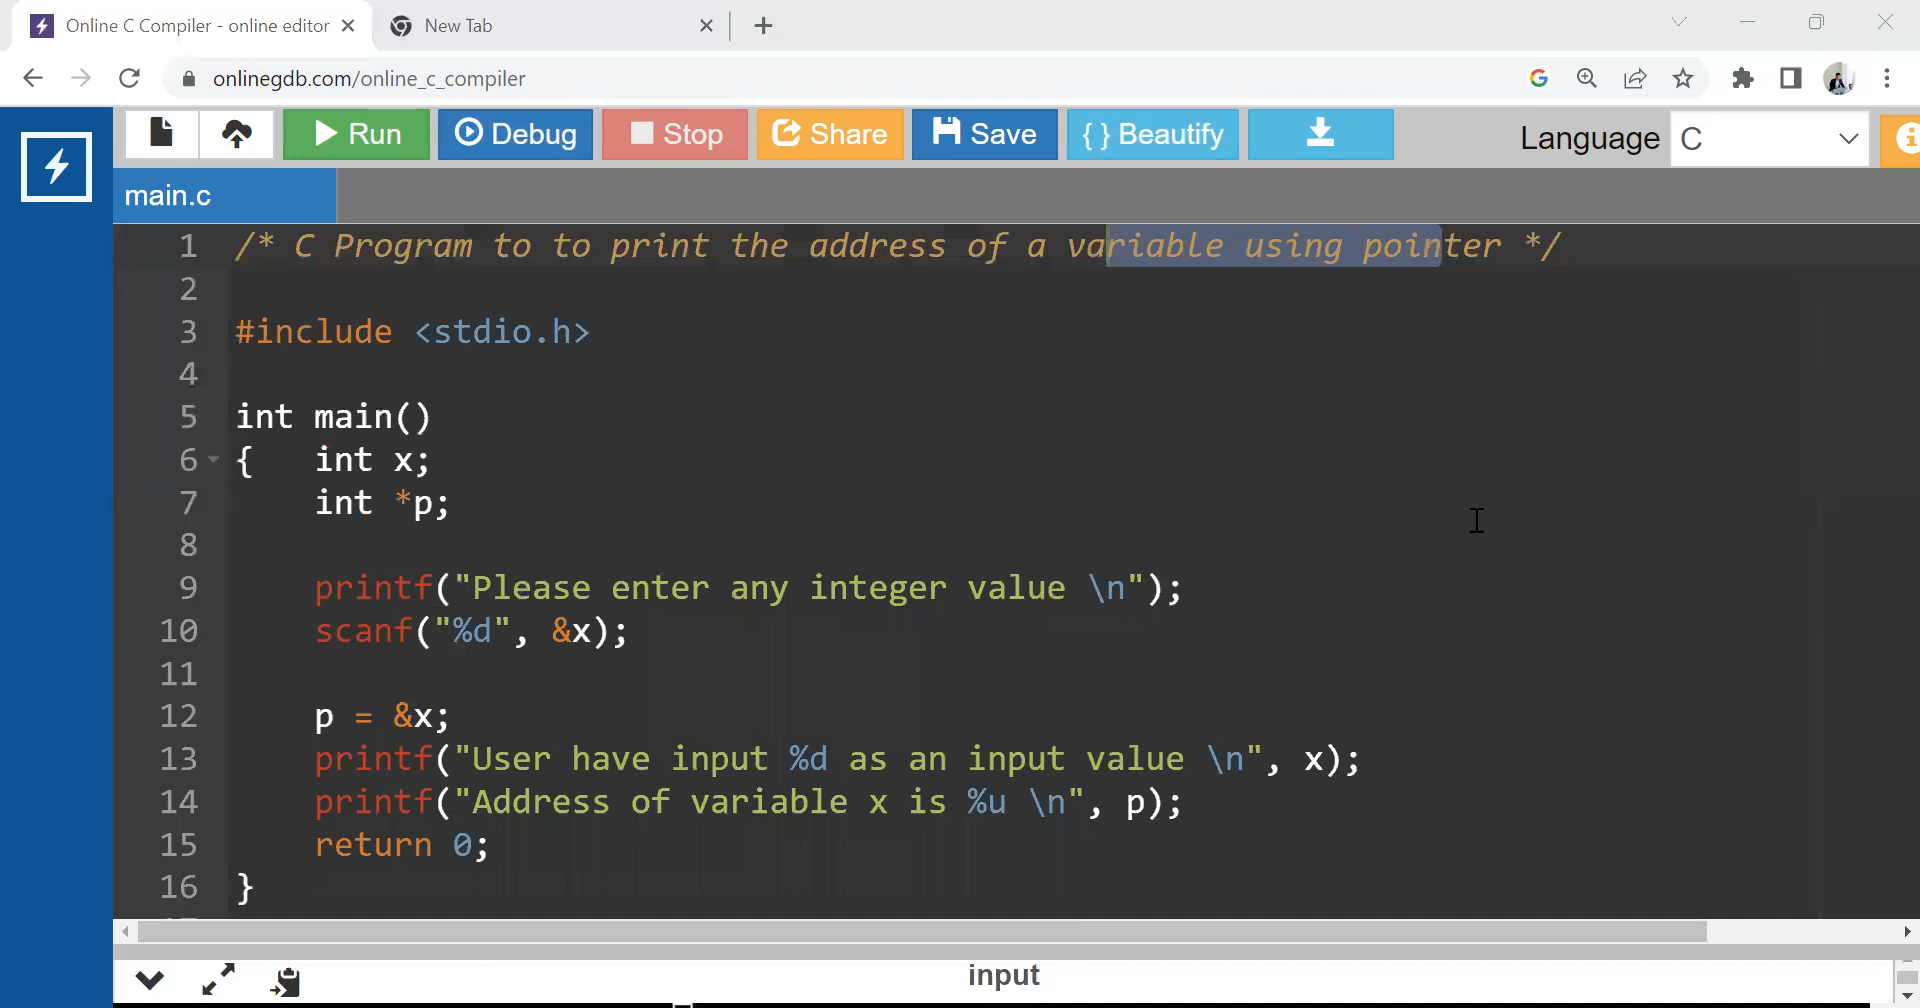 Online C Compiler - online editor
New Tab
onlinegdb.com/online_c_compiler
Run Debug Stop Share Save { } Beautify Language C
main.c
1 /* C Program to to print the address of a variable using pointer */
2
3 #include <stdio.h>
4
5 int main()
6 { int x;
7 int *p;
8
9 printf("Please enter any integer value \n");
10 scanf("%d", &x);
11
12 p = &x;
13 printf("User have input %d as an input value \n", x);
14 printf("Address of variable x is %u \n", p);
15 return 0;
16 }
input